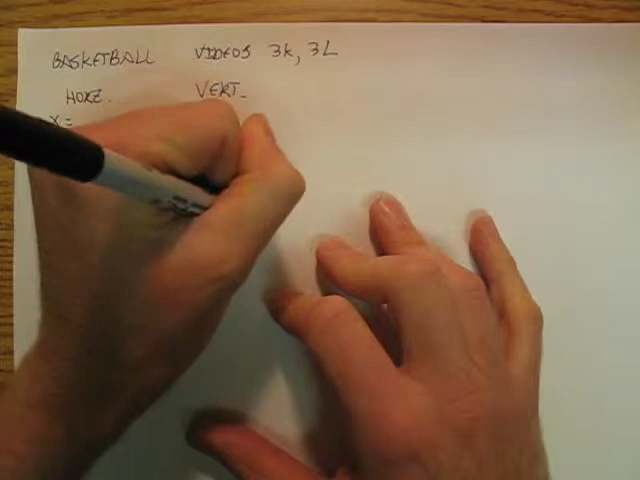 BASKETBALL VIDEOS 3k, 3L
HORZ. VERT.
X =